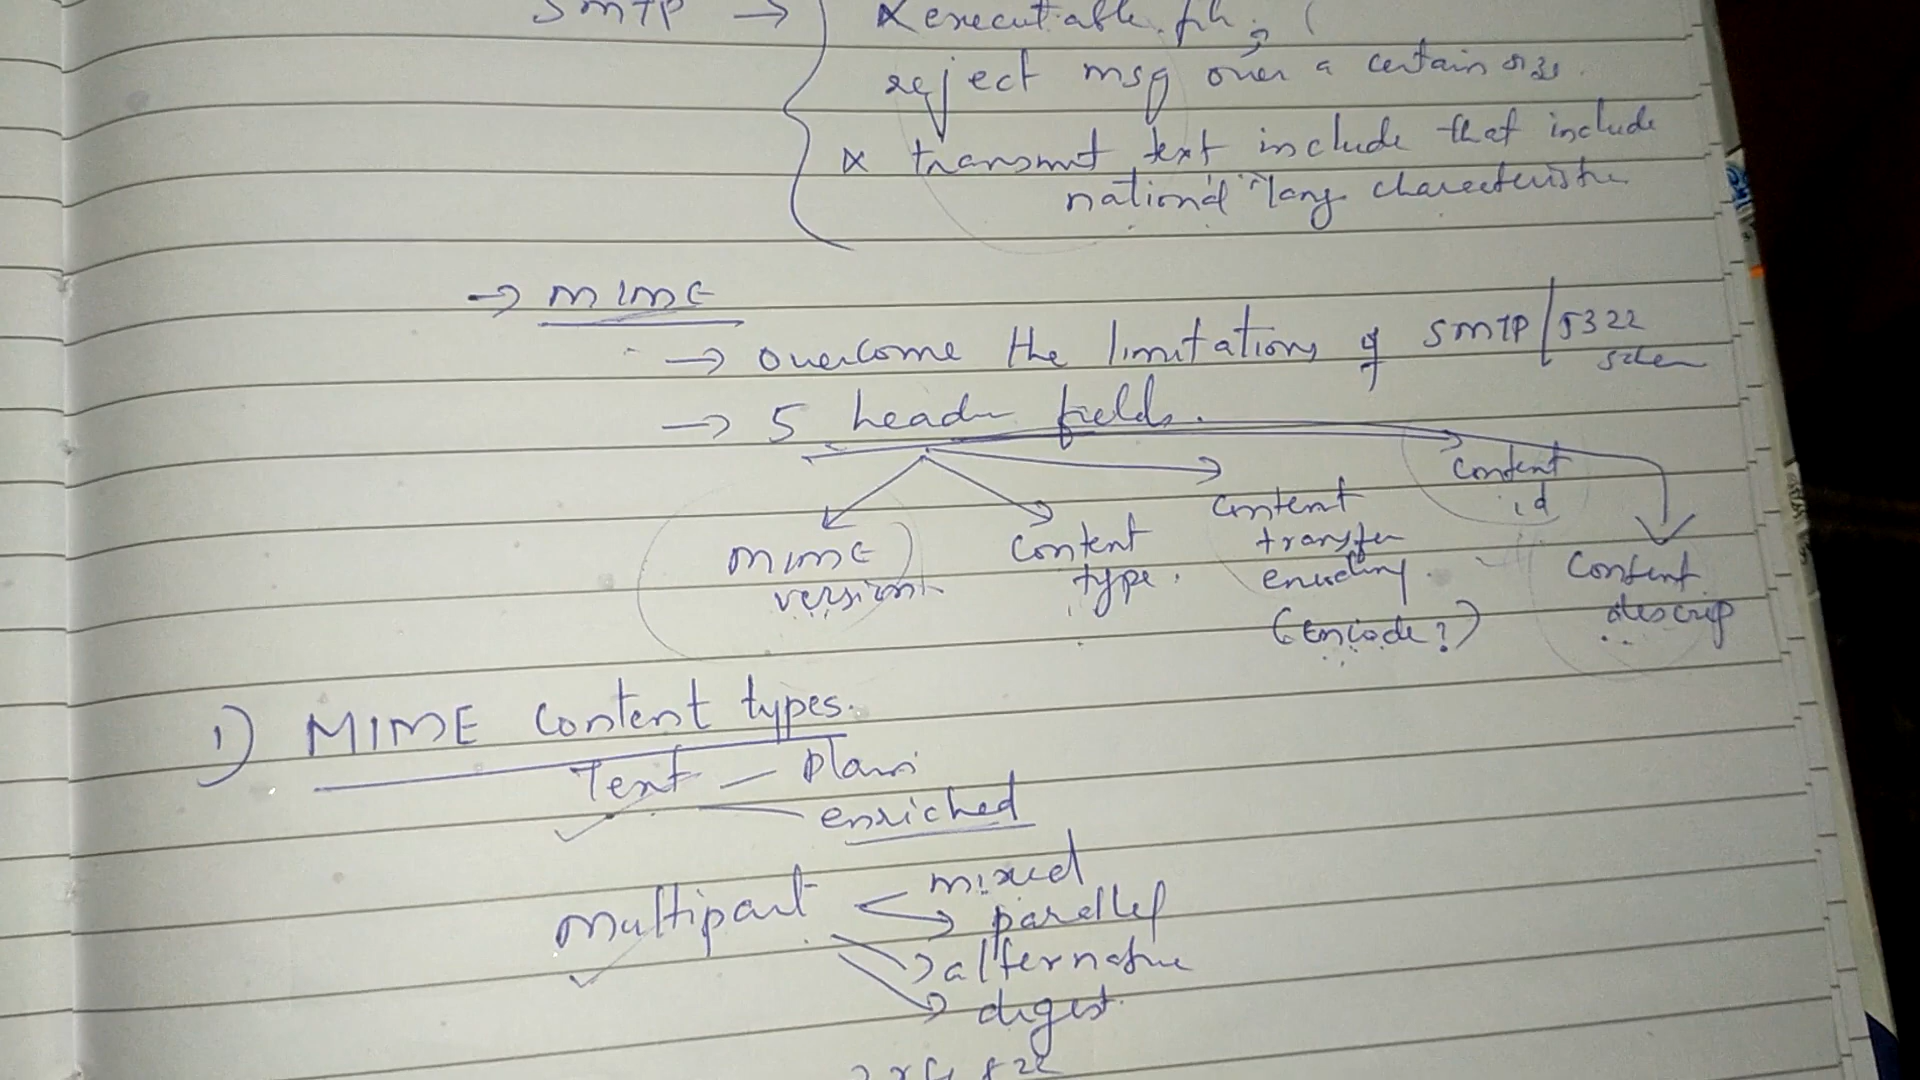 SMTP → × executable file, (
reject msg over a certain size.
× transmit text include that include
national lang. charecteristic
→ MIME
→ overcome the limitations of SMTP/5322
→ 5 header fields.
MIME version
Content type.
Content transfer encoding.
(Encode?)
Content id
Content descrip
1) MIME Content types.
Text — Plain
enriched
Multipart mixed
→ parallel
→ alternative
→ digest.